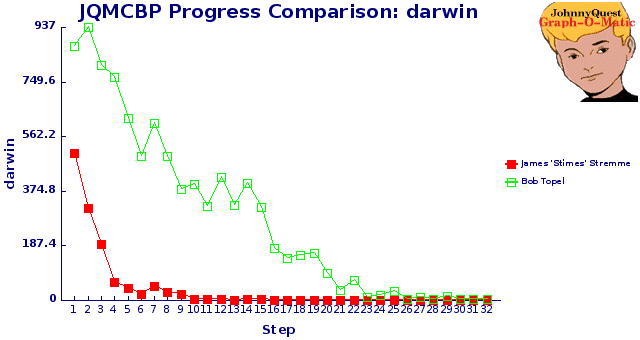 JQMCBP Progress Comparison: darwin
JohnnyQuest
Graph-O-Matic
937
749.6
562.2
374.8
187.4
0
darwin
1 2 3 4 5 6 7 8 9 10 11 12 13 14 15 16 17 18 19 20 21 22 23 24 25 26 27 28 29 30 31 32
Step
James 'Stimes' Stremme
Bob Topel